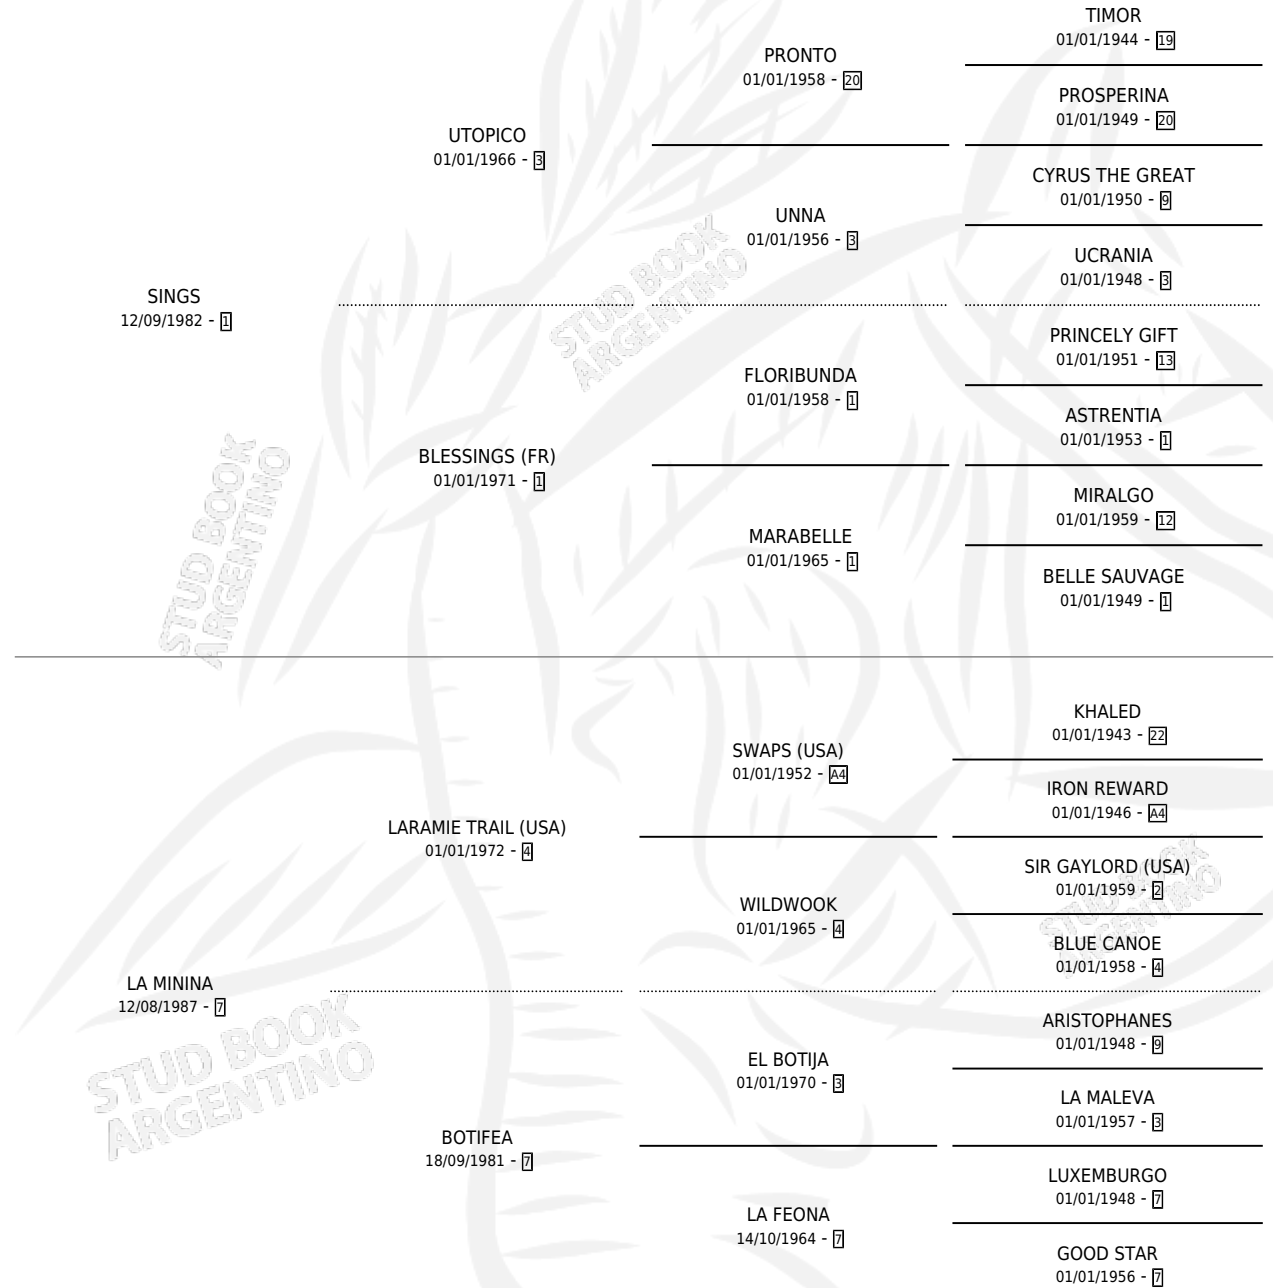 TIMOR
01/01/1944 - 19
PRONTO
01/01/1958 - 20
PROSPERINA
01/01/1949 - 20
UTOPICO
01/01/1966 - 3
CYRUS THE GREAT
01/01/1950 - 9
UNNA
01/01/1956 - 3
UCRANIA
01/01/1948 - 3
SINGS
12/09/1982 - 1
PRINCELY GIFT
01/01/1951 - 13
FLORIBUNDA
01/01/1958 - 1
ASTRENTIA
01/01/1953 - 1
BLESSINGS (FR)
01/01/1971 - 1
MIRALGO
01/01/1959 - 12
MARABELLE
01/01/1965 - 1
BELLE SAUVAGE
01/01/1949 - 1
STUD BOOK
ARGENTINO
STUD BOOK
ARGENTINO
KHALED
01/01/1943 - 22
SWAPS (USA)
01/01/1952 - A4
IRON REWARD
01/01/1946 - A4
LARAMIE TRAIL (USA)
01/01/1972 - 4
SIR GAYLORD (USA)
01/01/1959 - 2
WILDWOOK
01/01/1965 - 4
BLUE CANOE
01/01/1958 - 4
STUD BOOK
ARGENTINO
LA MININA
12/08/1987 - 7
ARISTOPHANES
01/01/1948 - 9
EL BOTIJA
01/01/1970 - 3
LA MALEVA
01/01/1957 - 3
BOTIFEA
18/09/1981 - 7
LUXEMBURGO
01/01/1948 - 7
LA FEONA
14/10/1964 - 7
GOOD STAR
01/01/1956 - 7
STUD BOOK
ARGENTINO